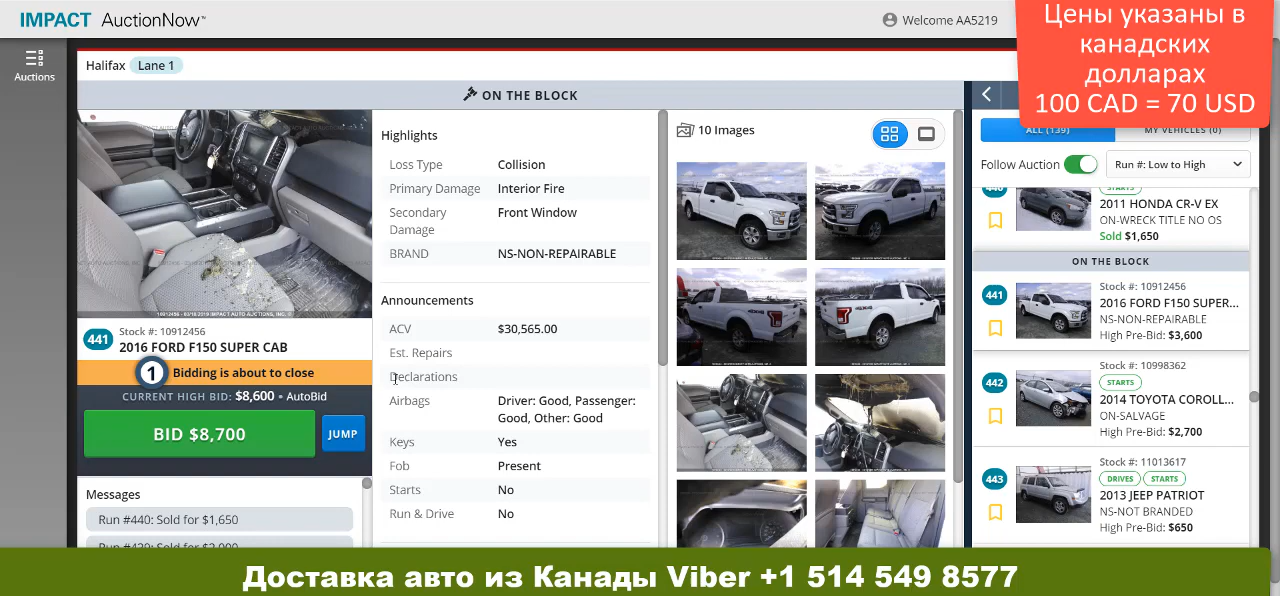 IMPACT AuctionNow™
Welcome AA5219
Цены указаны в
канадских
долларах
100 CAD = 70 USD
Auctions
Halifax Lane 1
ON THE BLOCK
441
Stock #: 10912456
2016 FORD F150 SUPER CAB
1 Bidding is about to close
CURRENT HIGH BID: $8,600 • AutoBid
BID $8,700
JUMP
Messages
Run #440: Sold for $1,650
Run #439: Sold for $2,000
Highlights
Loss Type Collision
Primary Damage Interior Fire
Secondary
Damage
Front Window
BRAND NS-NON-REPAIRABLE
Announcements
ACV $30,565.00
Est. Repairs
Declarations
Airbags Driver: Good, Passenger:
Good, Other: Good
Keys Yes
Fob Present
Starts No
Run & Drive No
10 Images
ALL (139)
MY VEHICLES (0)
Follow Auction
Run #: Low to High
440
STARTS
2011 HONDA CR-V EX
ON-WRECK TITLE NO OS
Sold $1,650
ON THE BLOCK
441
Stock #: 10912456
2016 FORD F150 SUPER...
NS-NON-REPAIRABLE
High Pre-Bid: $3,600
442
Stock #: 10998362
STARTS
2014 TOYOTA COROLL...
ON-SALVAGE
High Pre-Bid: $2,700
443
Stock #: 11013617
DRIVES STARTS
2013 JEEP PATRIOT
NS-NOT BRANDED
High Pre-Bid: $650
Доставка авто из Канады Viber +1 514 549 8577